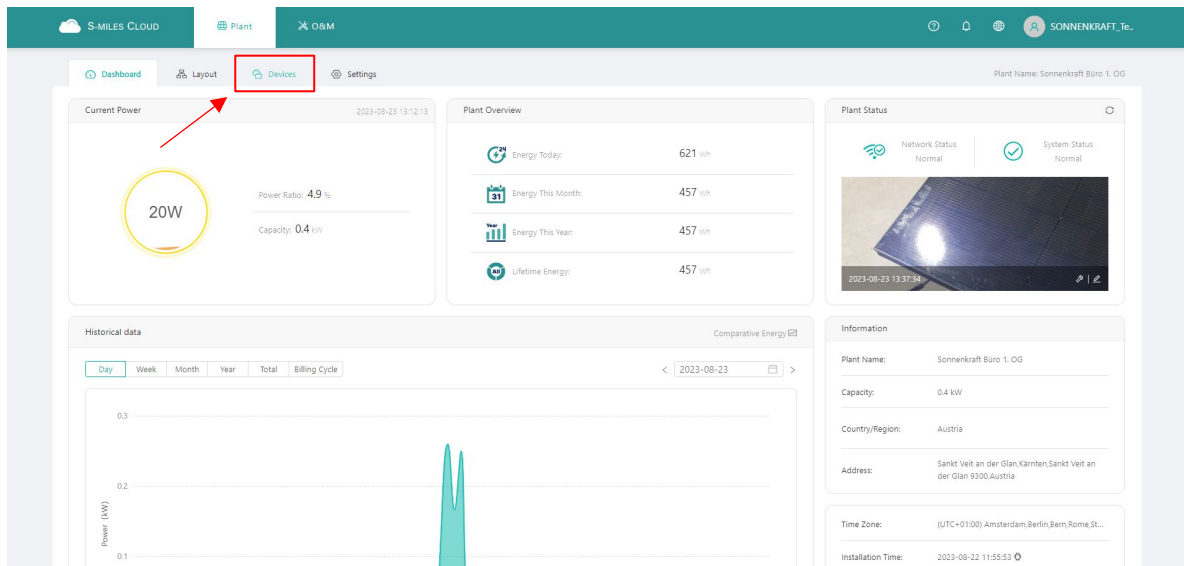 S-MILES CLOUD
Plant
O&M
SONNENKRAFT_Te..
Dashboard
Layout
Devices
Settings
Plant Name: Sonnenkraft Büro 1. OG
Current Power
2023-08-23 13:12:13
20W
Power Ratio: 4.9 %
Capacity: 0.4 kW
Plant Overview
24
Energy Today: 621 Wh
31
Energy This Month: 457 Wh
Year
Energy This Year: 457 Wh
All
Lifetime Energy: 457 Wh
Plant Status
Network Status
Normal
System Status
Normal
2023-08-23 13:37:34
Historical data
Comparative Energy
Day Week Month Year Total Billing Cycle
< 2023-08-23 >
0.3
0.2
0.1
Power (kW)
Information
Plant Name: Sonnenkraft Büro 1. OG
Capacity: 0.4 kW
Country/Region: Austria
Address: Sankt Veit an der Glan,Kärnten,Sankt Veit an
der Glan 9300,Austria
Time Zone: (UTC+01:00) Amsterdam,Berlin,Bern,Rome,St...
Installation Time: 2023-08-22 11:55:53